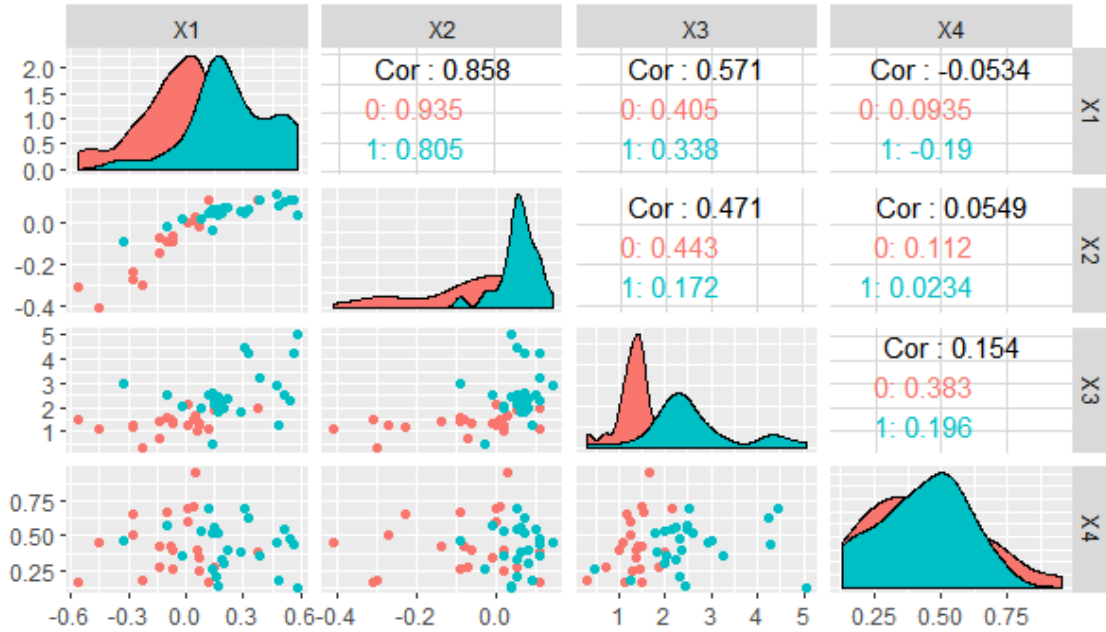 X1 X2 X3 X4
2.0
1.5
1.0
0.5
0.0
Cor : 0.858
0: 0.935
1: 0.805
Cor : 0.571
0: 0.405
1: 0.338
Cor : -0.0534
0: 0.0935
1: -0.19
X1
0.0
-0.2
-0.4
Cor : 0.471
0: 0.443
1: 0.172
Cor : 0.0549
0: 0.112
1: 0.0234
X2
5
4
3
2
1
Cor : 0.154
0: 0.383
1: 0.196
X3
0.75
0.50
0.25
X4
-0.6 -0.3 0.0 0.3 0.6 -0.4 -0.2 0.0 1 2 3 4 5 0.25 0.50 0.75